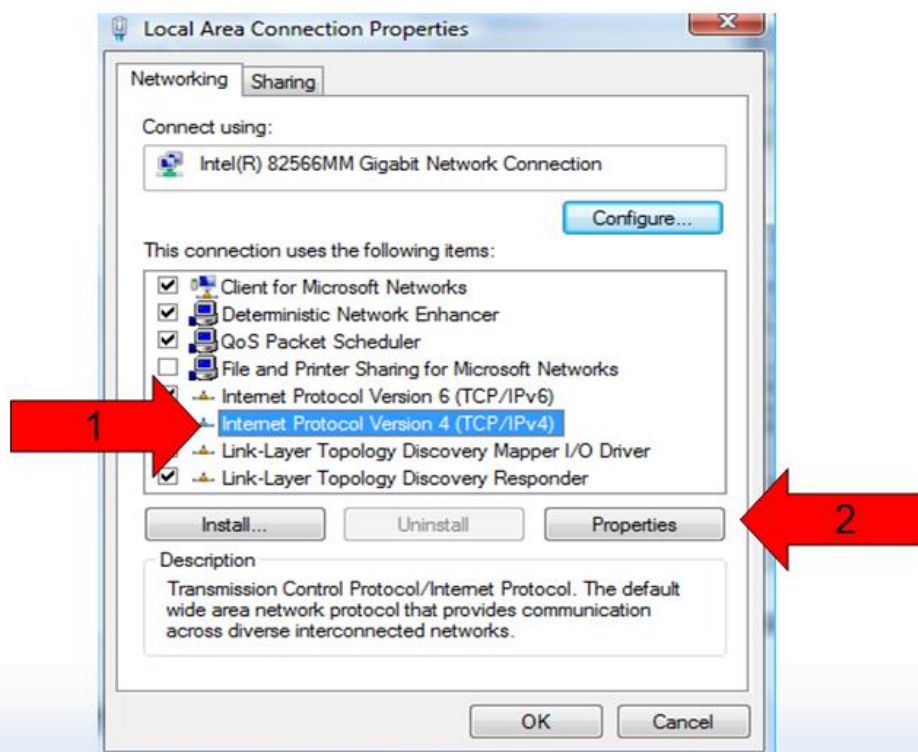 Local Area Connection Properties
Networking
Sharing
Connect using:
Intel(R) 82566MM Gigabit Network Connection
Configure...
This connection uses the following items:
Client for Microsoft Networks
Deterministic Network Enhancer
QoS Packet Scheduler
File and Printer Sharing for Microsoft Networks
Internet Protocol Version 6 (TCP/IPv6)
1
Internet Protocol Version 4 (TCP/IPv4)
Link-Layer Topology Discovery Mapper I/O Driver
Link-Layer Topology Discovery Responder
Install...
Uninstall
Properties
2
Description
Transmission Control Protocol/Internet Protocol. The default
wide area network protocol that provides communication
across diverse interconnected networks.
OK
Cancel